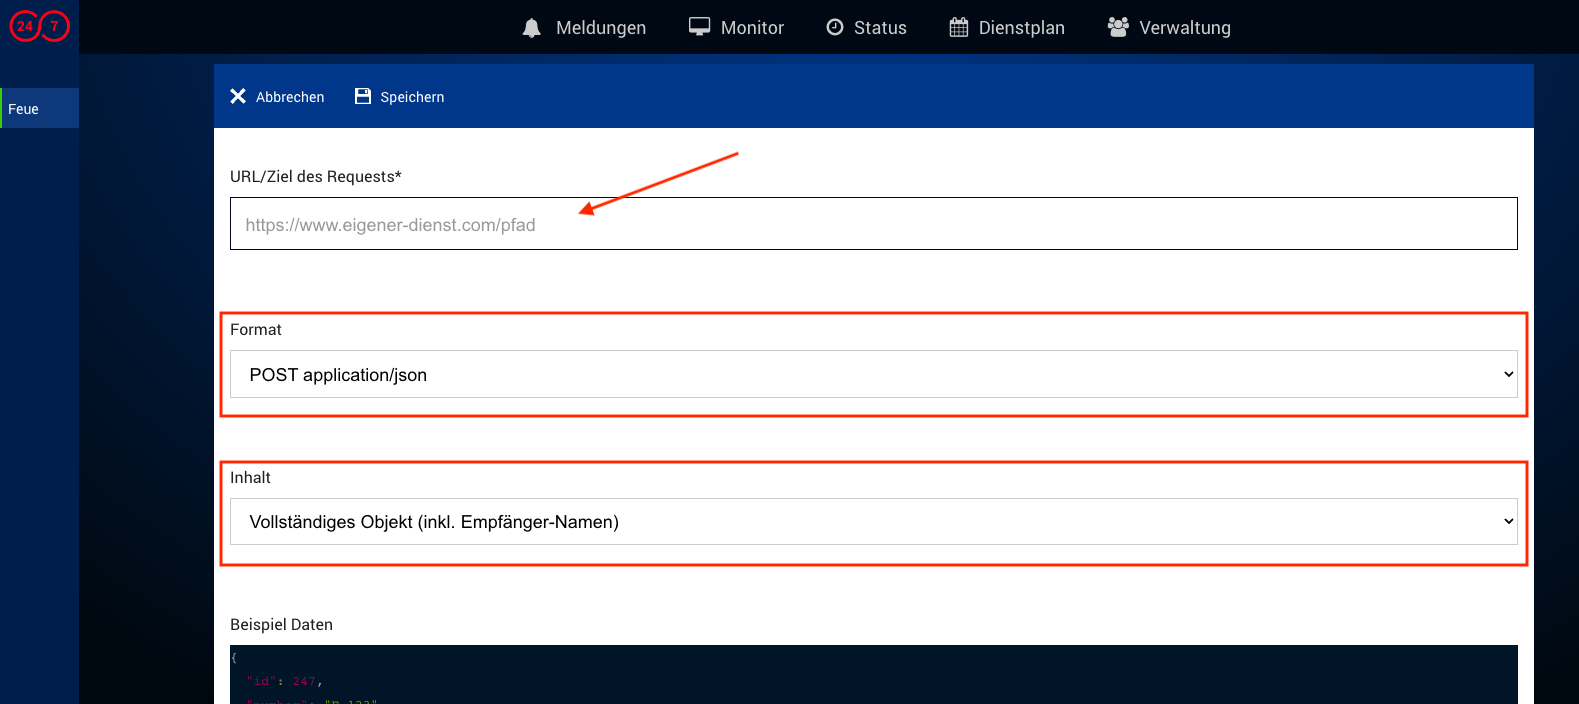 24 7
Meldungen
Monitor
Status
Dienstplan
Verwaltung
Feue
Abbrechen
Speichern
URL/Ziel des Requests*
https://www.eigener-dienst.com/pfad
Format
POST application/json
Inhalt
Vollständiges Objekt (inkl. Empfänger-Namen)
Beispiel Daten
{
"id": 247,